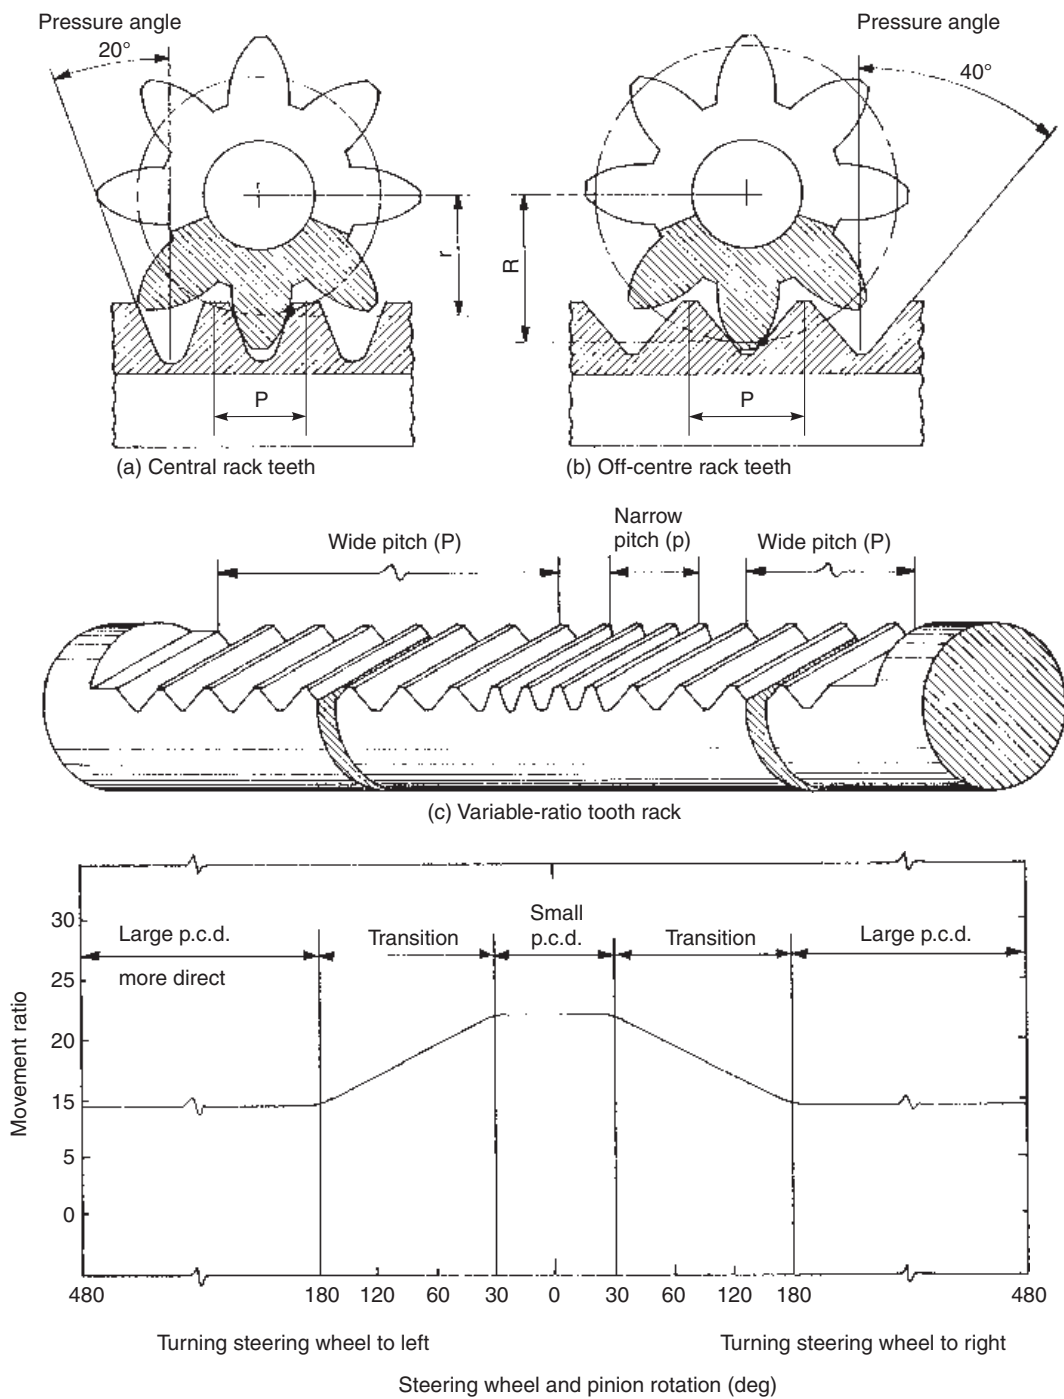 Pressure angle
20°
r
P
(a) Central rack teeth
Pressure angle
40°
R
P
(b) Off-centre rack teeth
Wide pitch (P)
Narrow
pitch (p)
Wide pitch (P)
(c) Variable-ratio tooth rack
Movement ratio
30
25
20
15
5
0
Large p.c.d.
more direct
Transition
Small
p.c.d.
Transition
Large p.c.d.
480
180
120
60
30
0
30
60
120
180
480
Turning steering wheel to left
Turning steering wheel to right
Steering wheel and pinion rotation (deg)